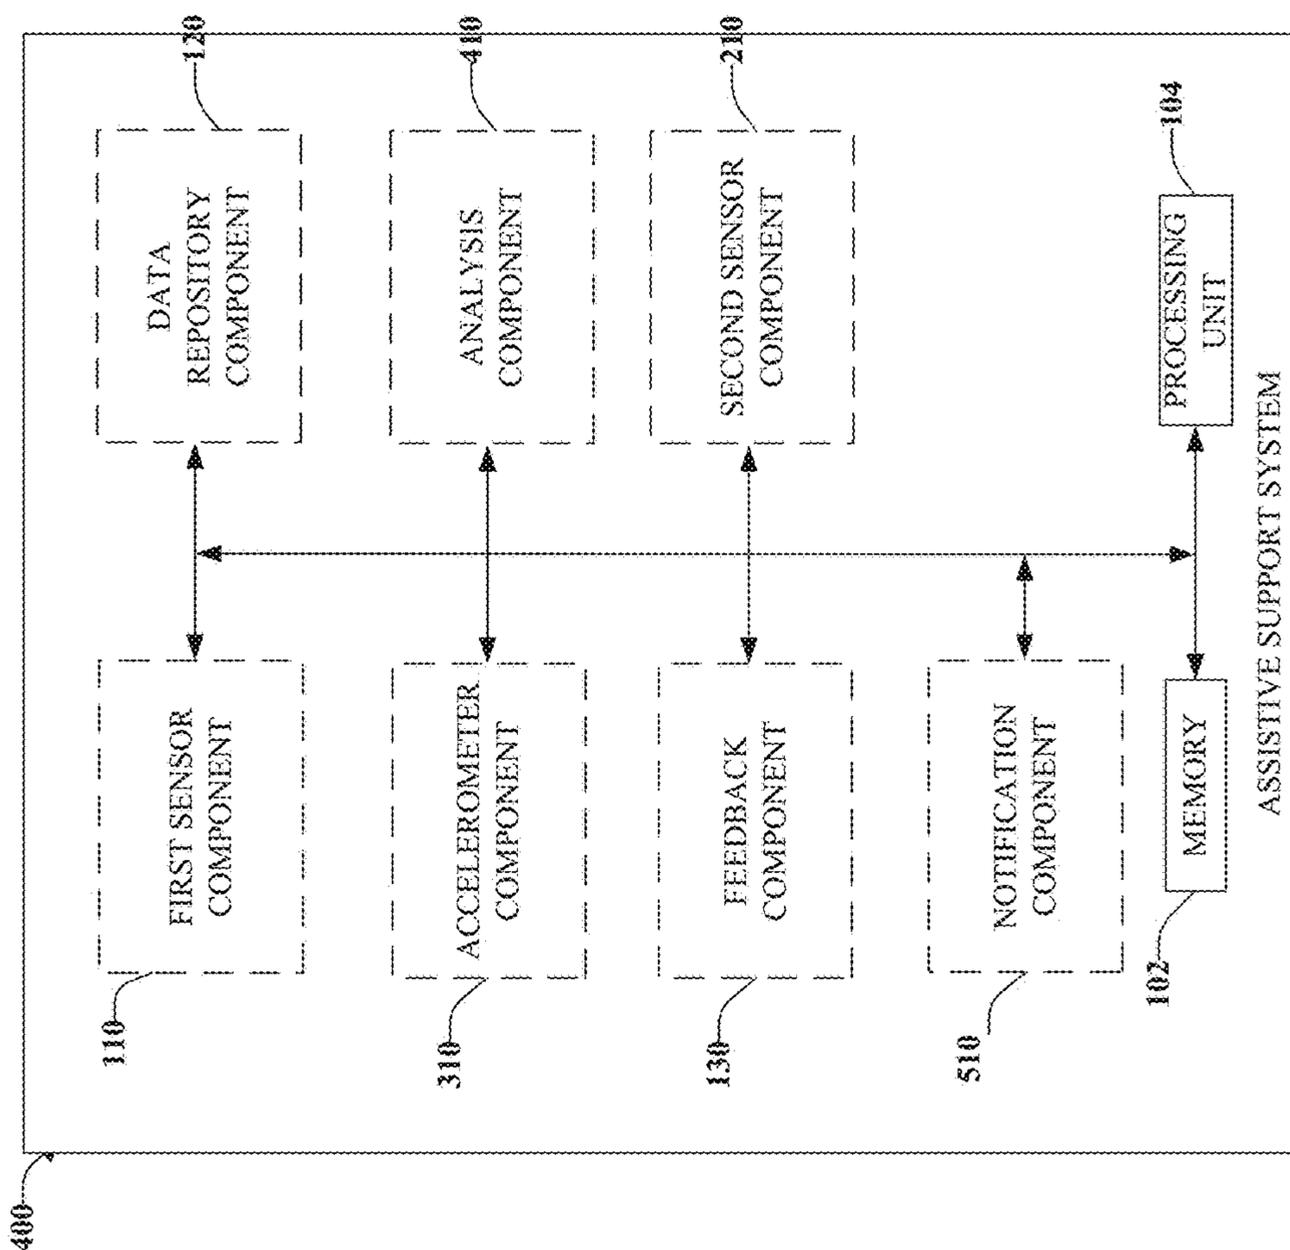 400
110
FIRST SENSOR
COMPONENT
DATA
REPOSITORY
COMPONENT
120
310
ACCELEROMETER
COMPONENT
ANALYSIS
COMPONENT
410
130
FEEDBACK
COMPONENT
SECOND SENSOR
COMPONENT
210
510
NOTIFICATION
COMPONENT
102
MEMORY
PROCESSING
UNIT
104
ASSISTIVE SUPPORT SYSTEM